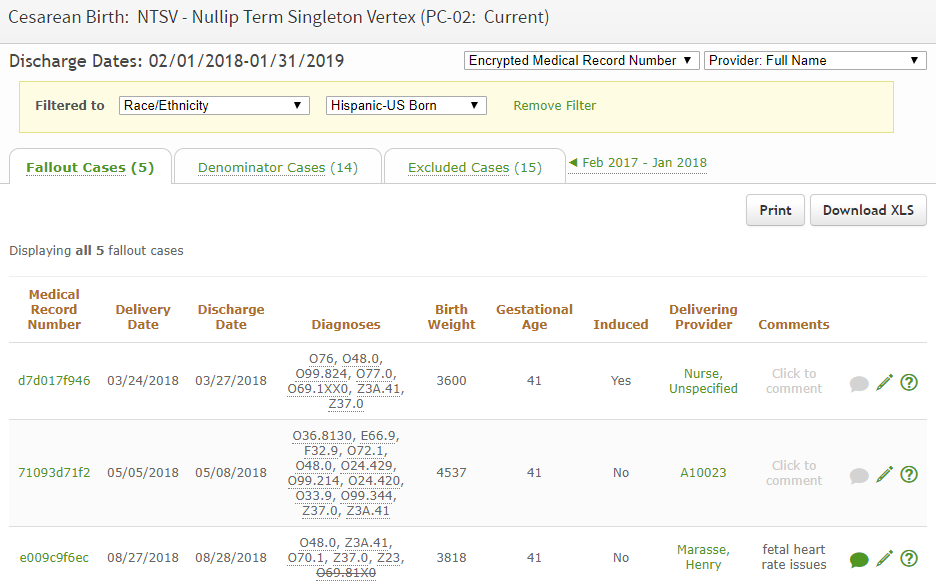 Cesarean Birth: NTSV - Nullip Term Singleton Vertex (PC-02: Current)
Discharge Dates: 02/01/2018-01/31/2019
Encrypted Medical Record Number ▼ Provider: Full Name ▼
Filtered to Race/Ethnicity ▼ Hispanic-US Born ▼ Remove Filter
Fallout Cases (5) Denominator Cases (14) Excluded Cases (15) ◀ Feb 2017 - Jan 2018
Print Download XLS
Displaying all 5 fallout cases
Medical Record Number Delivery Date Discharge Date Diagnoses Birth Weight Gestational Age Induced Delivering Provider Comments
d7d017f946 03/24/2018 03/27/2018 O76, O48.0, O99.824, O77.0, O69.1XX0, Z3A.41, Z37.0 3600 41 Yes Nurse, Unspecified Click to comment
71093d71f2 05/05/2018 05/08/2018 O36.8130, E66.9, F32.9, O72.1, O48.0, O24.429, O99.214, O24.420, O33.9, O99.344, Z37.0, Z3A.41 4537 41 No A10023 Click to comment
e009c9f6ec 08/27/2018 08/28/2018 O48.0, Z3A.41, O70.1, Z37.0, Z23, O69.81X0 3818 41 No Marasse, Henry fetal heart rate issues